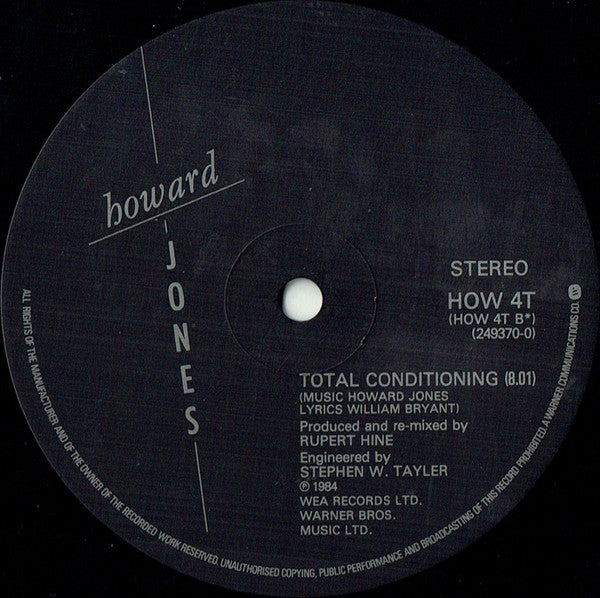 howard
JONES
STEREO
HOW 4T
(HOW 4T B*)
(249370-0)
TOTAL CONDITIONING (8.01)
(MUSIC HOWARD JONES
LYRICS WILLIAM BRYANT)
Produced and re-mixed by
RUPERT HINE
Engineered by
STEPHEN W. TAYLER
℗ 1984
WEA RECORDS LTD.
WARNER BROS.
MUSIC LTD.
ALL RIGHTS OF THE MANUFACTURER AND OF THE OWNER OF THE RECORDED WORK RESERVED. UNAUTHORISED COPYING, PUBLIC PERFORMANCE AND BROADCASTING OF THIS RECORD PROHIBITED. A WARNER COMMUNICATIONS CO.